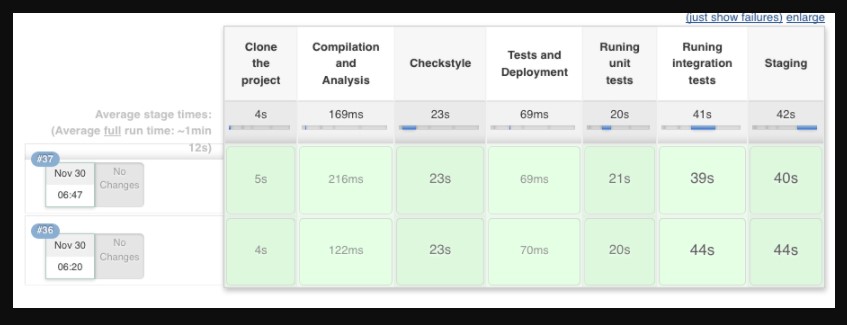 (just show failures) enlarge
Clone
the
project
Compilation
and
Analysis
Checkstyle
Tests and
Deployment
Runing
unit
tests
Runing
integration
tests
Staging
Average stage times:
(Average full run time: ~1min
12s)
4s 169ms 23s 69ms 20s 41s 42s
#37
Nov 30
06:47
No
Changes
5s 216ms 23s 69ms 21s 39s 40s
#36
Nov 30
06:20
No
Changes
4s 122ms 23s 70ms 20s 44s 44s